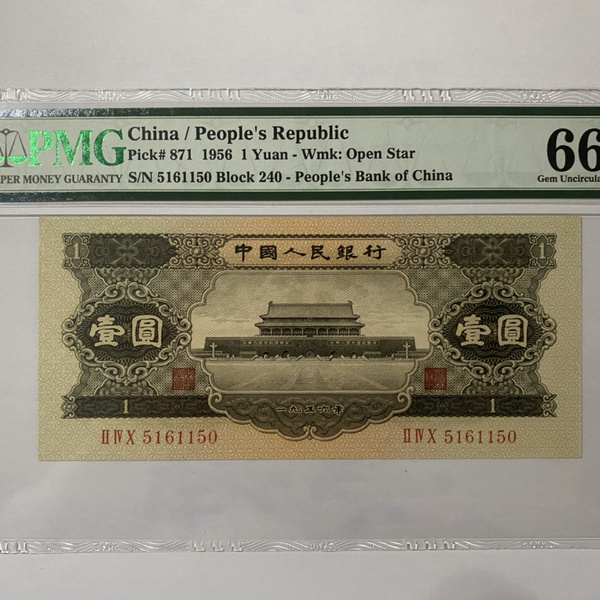 PMG
PER MONEY GUARANTY
China / People's Republic
Pick# 871 1956 1 Yuan - Wmk: Open Star
S/N 5161150 Block 240 - People's Bank of China
66
Gem Uncircula
1 中國人民銀行 1
壹圓 壹圓
一九五六年
1 1
ⅡⅣⅩ 5161150 ⅡⅣⅩ 5161150